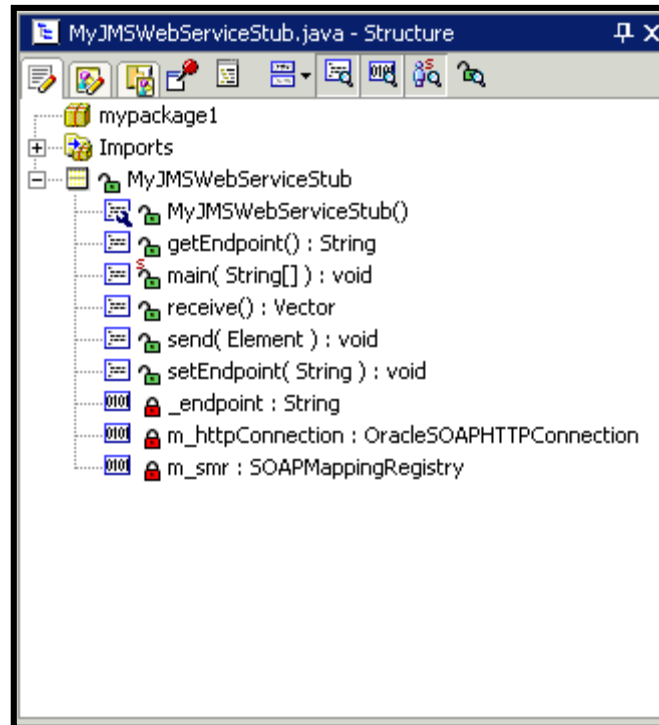 MyJMSWebServiceStub.java - Structure
mypackage1
Imports
MyJMSWebServiceStub
MyJMSWebServiceStub()
getEndpoint() : String
main( String[] ) : void
receive() : Vector
send( Element ) : void
setEndpoint( String ) : void
_endpoint : String
m_httpConnection : OracleSOAPHTTPConnection
m_smr : SOAPMappingRegistry